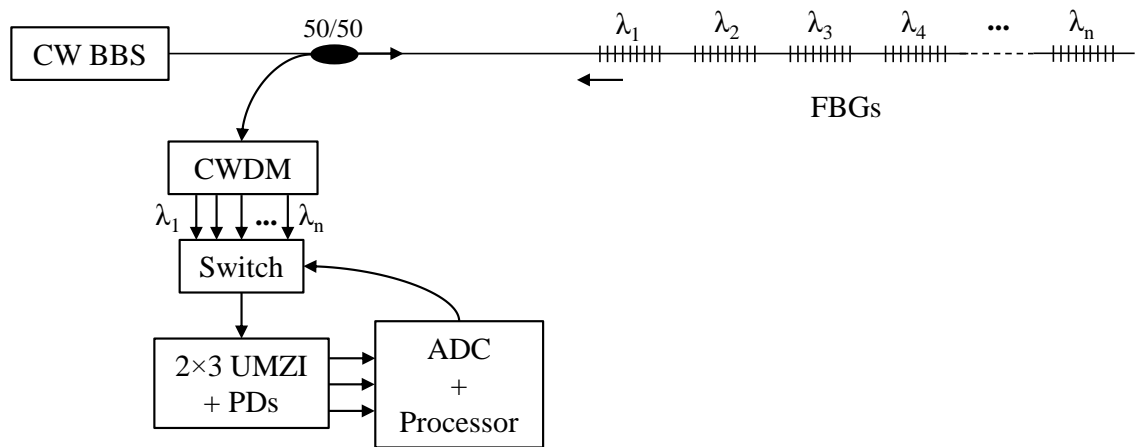 50/50
CW BBS
λ1 λ2 λ3 λ4 ... λn
FBGs
CWDM
λ1 ... λn
Switch
2×3 UMZI
+ PDs
ADC
+
Processor